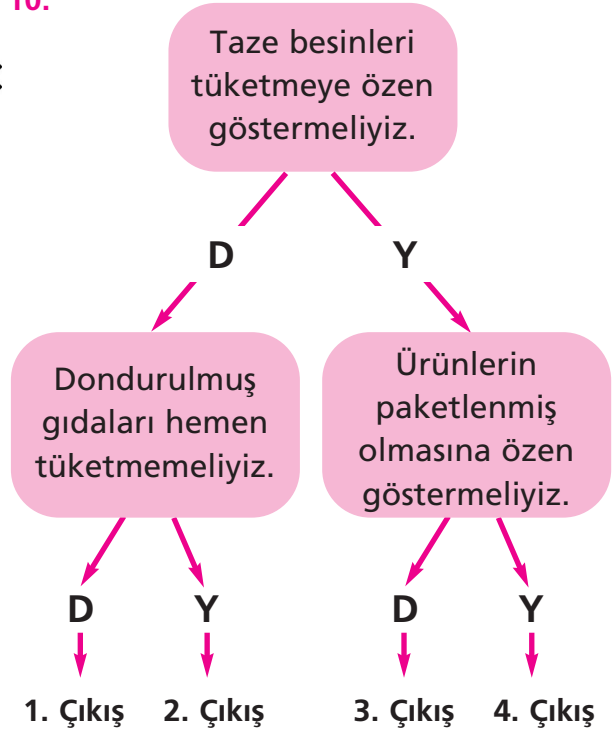 10.
Taze besinleri
tüketmeye özen
göstermeliyiz.
D Y
Dondurulmuş
gıdaları hemen
tüketmemeliyiz.
Ürünlerin
paketlenmiş
olmasına özen
göstermeliyiz.
D Y D Y
1. Çıkış 2. Çıkış 3. Çıkış 4. Çıkış